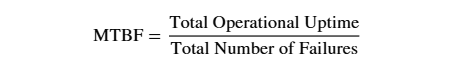 MTBF = Total Operational Uptime
Total Number of Failures